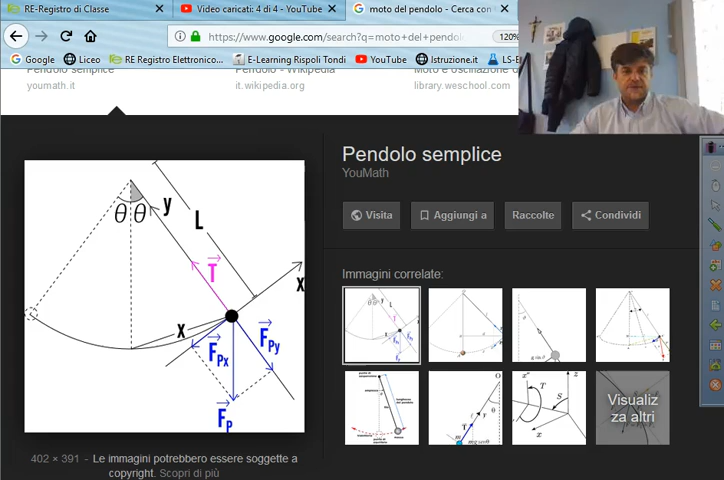 RE-Registro di Classe
Video caricati: 4 di 4 - YouTube
moto del pendolo - Cerca con
https://www.google.com/search?q=moto+del+pendol
120%
Google
Liceo
RE Registro Elettronico...
E-Learning Rispoli Tondi
YouTube
Istruzione.it
LS-E
Pendolo semplice
youmath.it
Pendolo - Wikipedia
it.wikipedia.org
Moto e oscillazione d
library.weschool.com
Pendolo semplice
YouMath
Visita
Aggiungi a
Raccolte
Condividi
Immagini correlate:
θ θ
y
L
T
x
x
F Px
F Py
F P
Visualiz
za altri
402 × 391 - Le immagini potrebbero essere soggette a
copyright. Scopri di più